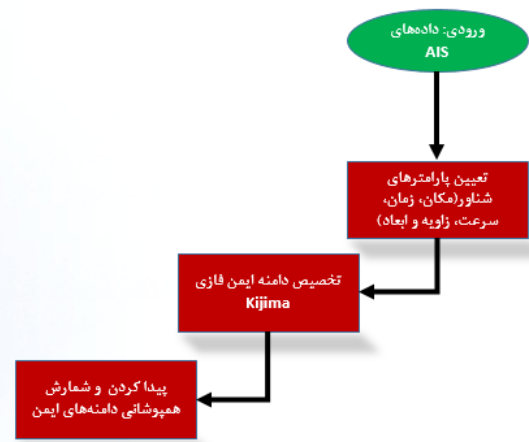 ورودی: داده‌های
AIS
تعیین پارامترهای
شناور(مکان، زمان،
سرعت، زاویه و ابعاد)
تخصیص دامنه ایمن فازی
Kijima
پیدا کردن و شمارش
همپوشانی دامنه‌های ایمن